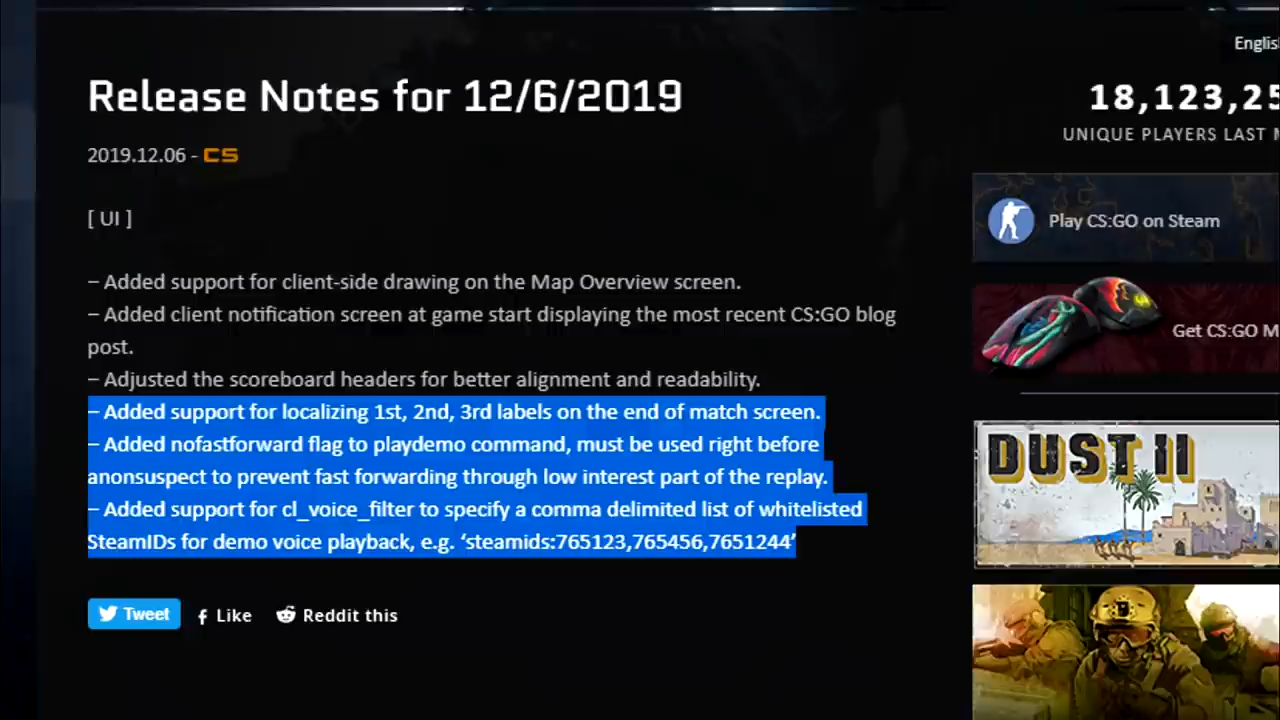 Englis
Release Notes for 12/6/2019
18,123,25
UNIQUE PLAYERS LAST M
2019.12.06 - CS
[ UI ]
Play CS:GO on Steam
– Added support for client-side drawing on the Map Overview screen.
– Added client notification screen at game start displaying the most recent CS:GO blog
post.
Get CS:GO M
– Adjusted the scoreboard headers for better alignment and readability.
– Added support for localizing 1st, 2nd, 3rd labels on the end of match screen.
– Added nofastforward flag to playdemo command, must be used right before
anonsuspect to prevent fast forwarding through low interest part of the replay.
– Added support for cl_voice_filter to specify a comma delimited list of whitelisted
SteamIDs for demo voice playback, e.g. ‘steamids:765123,765456,7651244’
DUST II
Tweet
Like
Reddit this